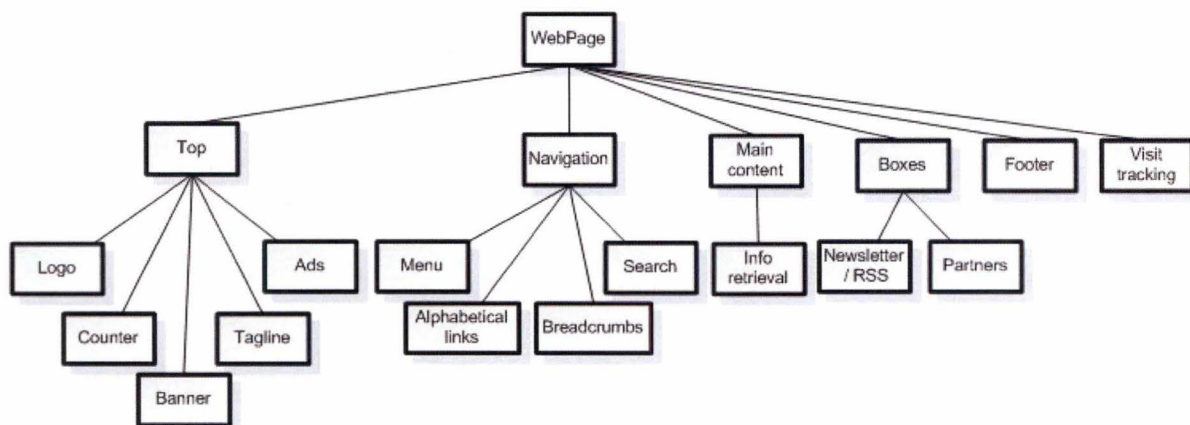 WebPage
Top
Navigation
Main
content
Boxes
Footer
Visit
tracking
Logo
Counter
Banner
Tagline
Ads
Menu
Alphabetical
links
Breadcrumbs
Search
Info
retrieval
Newsletter
/ RSS
Partners